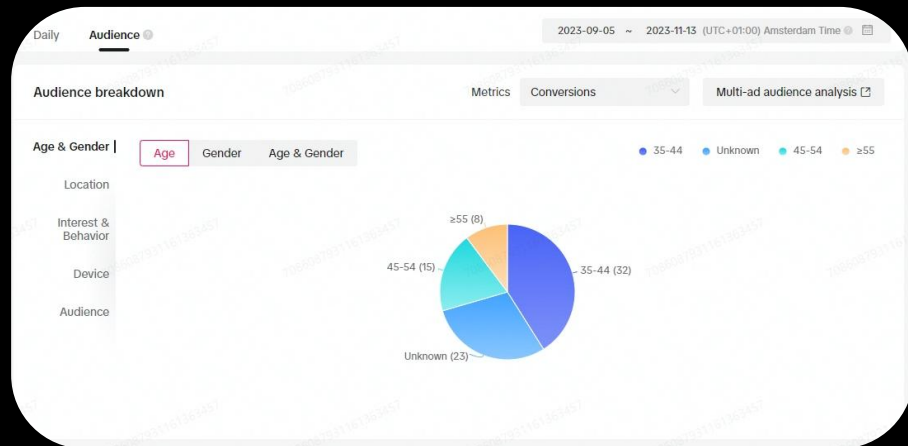 Daily Audience
2023-09-05 ~ 2023-11-13 (UTC+01:00) Amsterdam Time
Audience breakdown
Metrics Conversions
Multi-ad audience analysis
Age & Gender
Age Gender Age & Gender
35-44 Unknown 45-54 ≥55
Location
Interest &
Behavior
Device
Audience
≥55 (8)
45-54 (15)
35-44 (32)
Unknown (23)